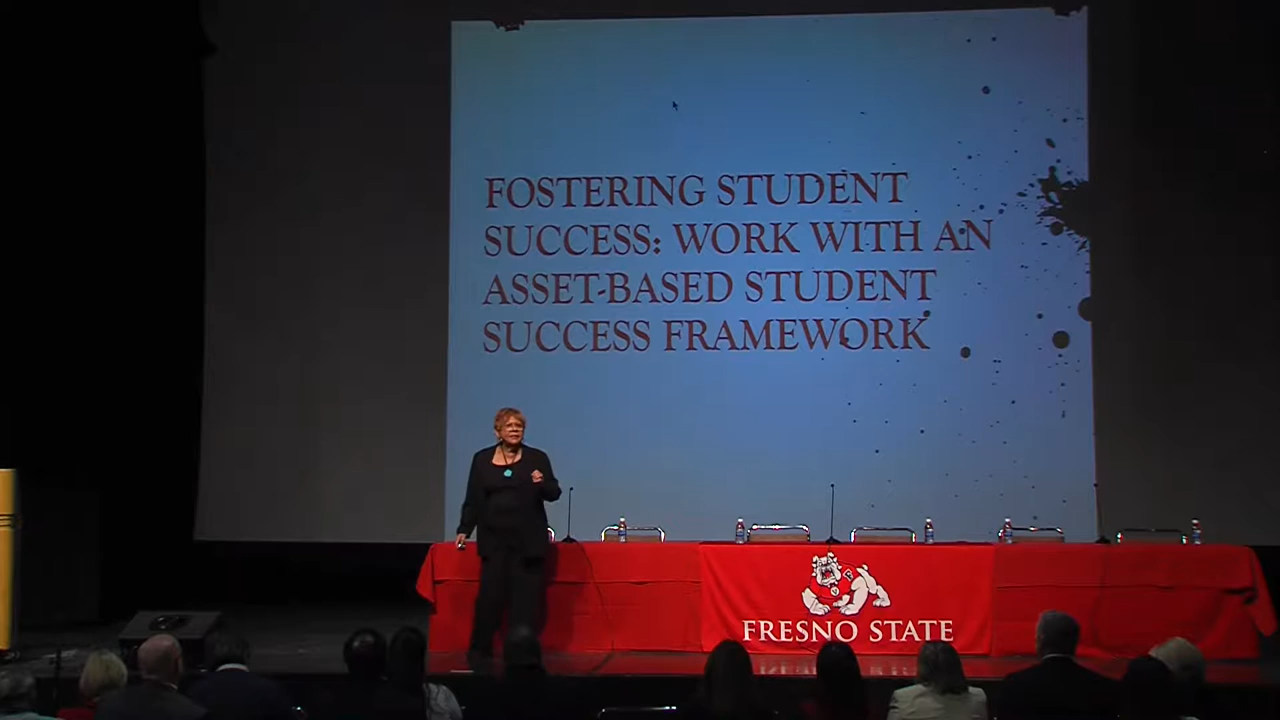 FOSTERING STUDENT
SUCCESS: WORK WITH AN
ASSET-BASED STUDENT
SUCCESS FRAMEWORK
FRESNO STATE